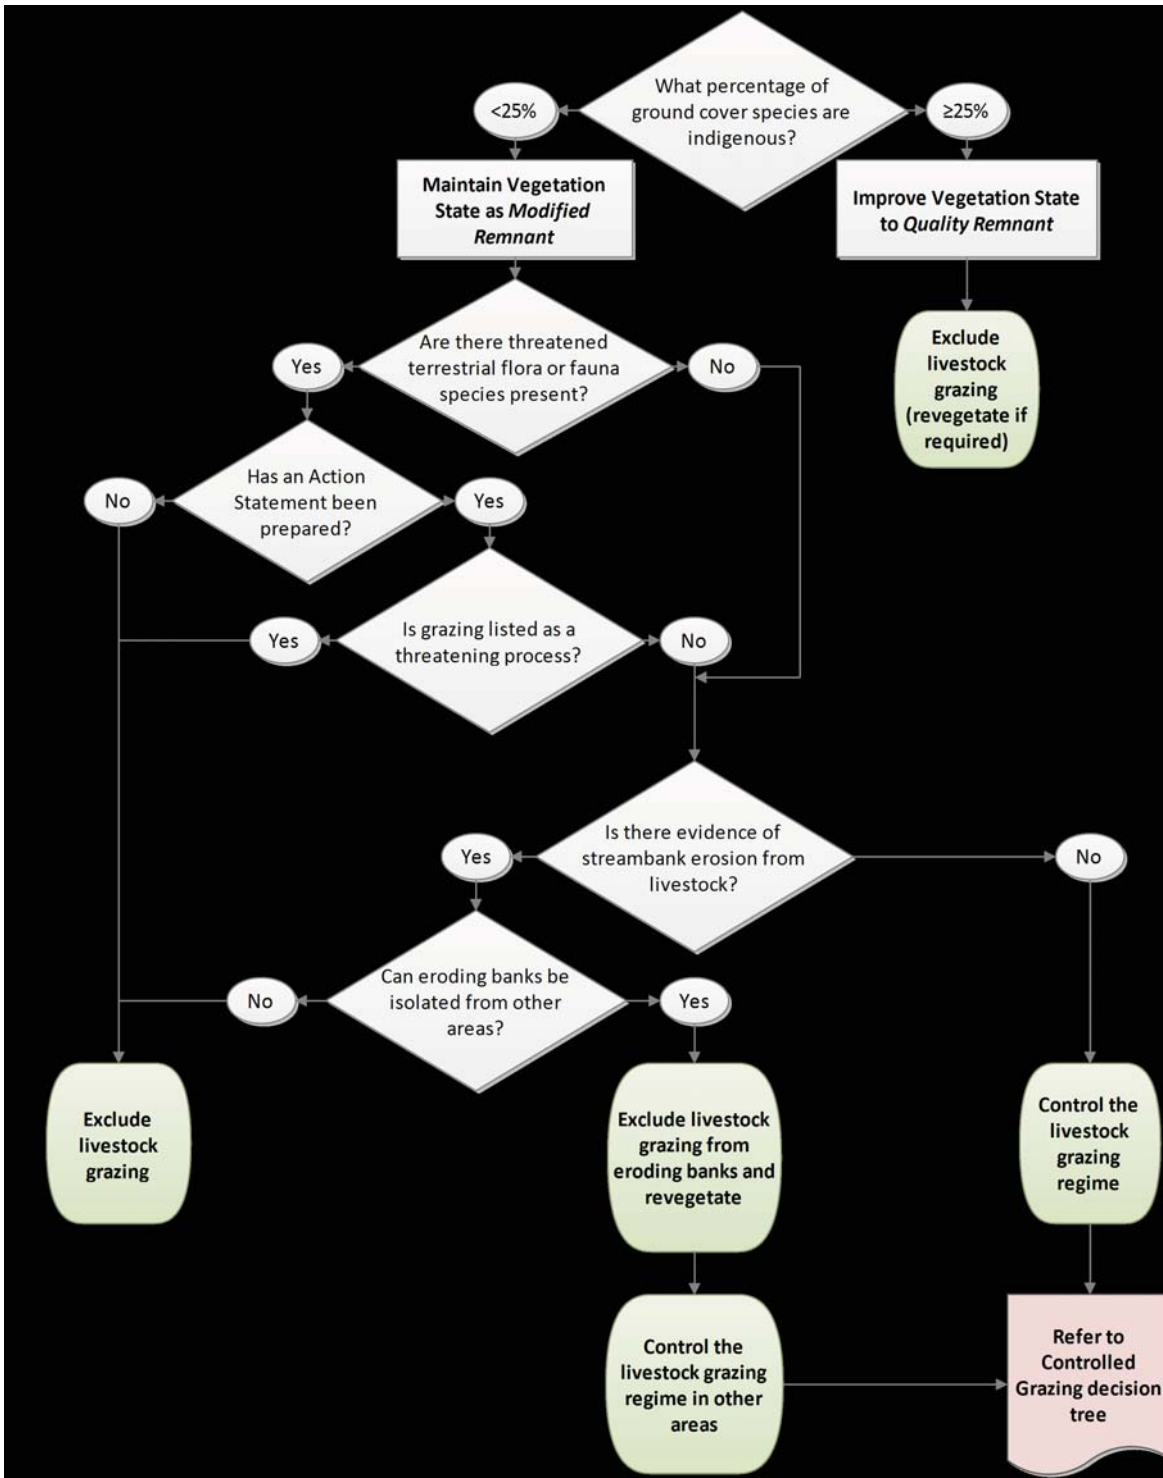 What percentage of
ground cover species are
indigenous?
<25%
≥25%
Maintain Vegetation
State as Modified
Remnant
Improve Vegetation State
to Quality Remnant
Exclude
livestock
grazing
(revegetate if
required)
Are there threatened
terrestrial flora or fauna
species present?
Yes
No
Has an Action
Statement been
prepared?
No
Yes
Is grazing listed as a
threatening process?
Yes
No
Is there evidence of
streambank erosion from
livestock?
Yes
No
Can eroding banks be
isolated from other
areas?
No
Yes
Exclude
livestock
grazing
Exclude livestock
grazing from
eroding banks and
revegetate
Control the
livestock
grazing
regime
Control the
livestock grazing
regime in other
areas
Refer to
Controlled
Grazing decision
tree